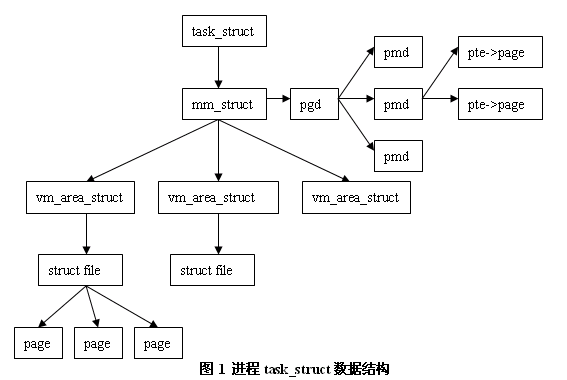 task_struct
pmd
pte->page
mm_struct
pgd
pmd
pte->page
pmd
vm_area_struct
vm_area_struct
vm_area_struct
struct file
struct file
page
page
page
图 1 进程 task_struct 数据结构